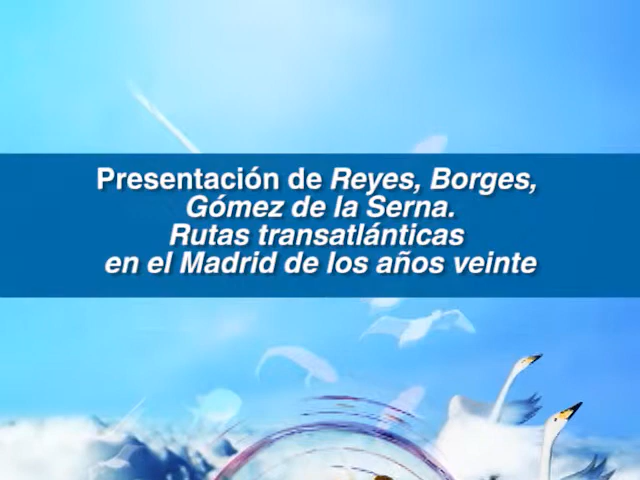 Presentación de Reyes, Borges,
Gómez de la Serna.
Rutas transatlánticas
en el Madrid de los años veinte